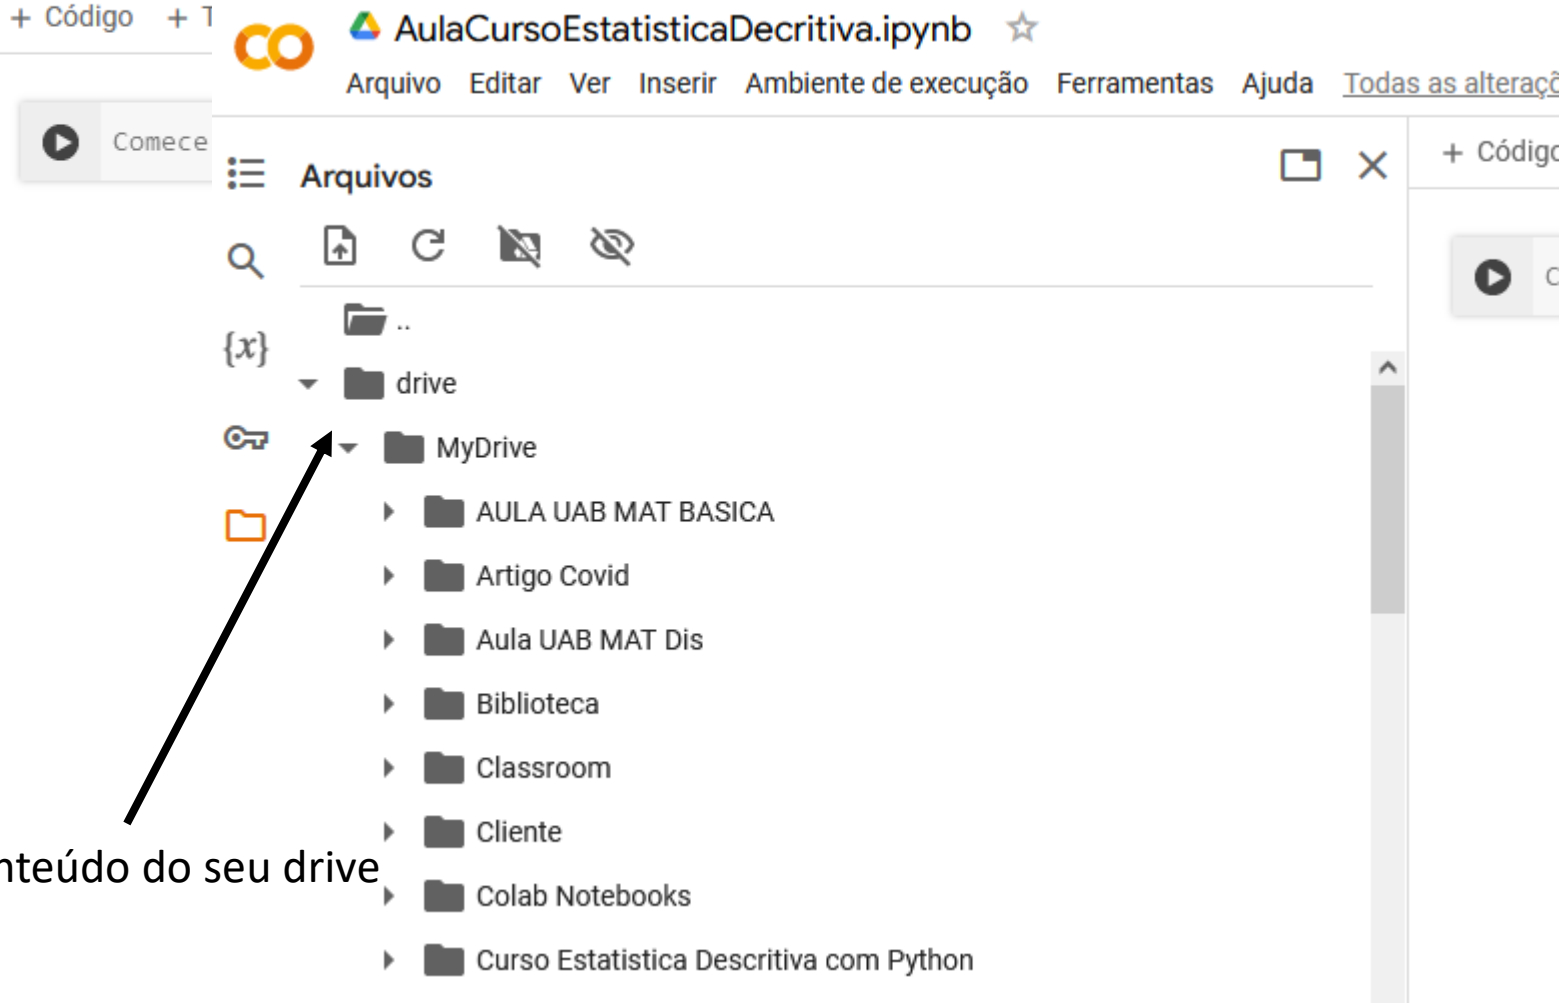 + Código + T
Comece
AulaCursoEstatisticaDecritiva.ipynb
Arquivo Editar Ver Inserir Ambiente de execução Ferramentas Ajuda Todas as
Arquivos
+ Código
..
{x}
drive
MyDrive
AULA UAB MAT BASICA
Artigo Covid
Aula UAB MAT Dis
Biblioteca
Classroom
Cliente
nteúdo do seu drive
Colab Notebooks
Curso Estatistica Descritiva com Python